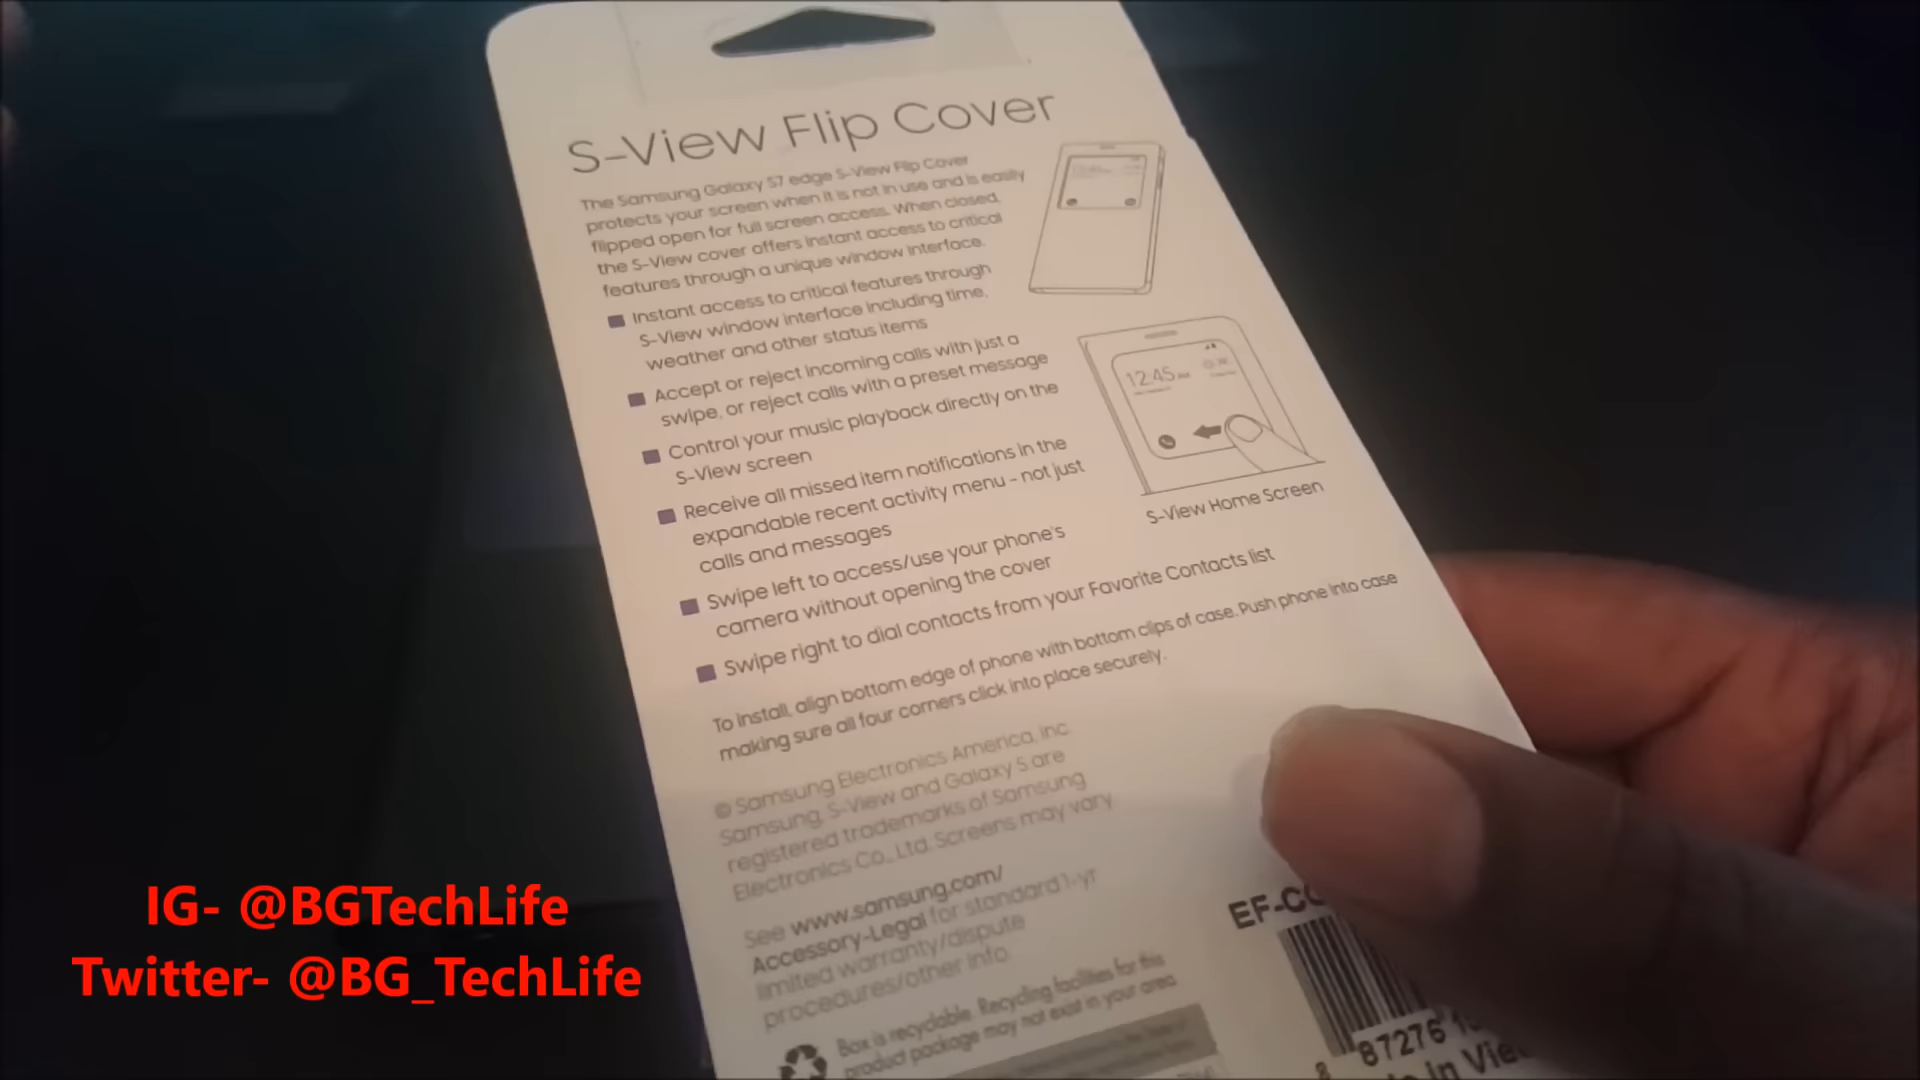 S-View Flip Cover
The Samsung Galaxy S7 edge S-View Flip Cover
protects your screen when it is not in use and is easily
flipped open for full screen access. When closed,
the S-View cover offers instant access to critical
features through a unique window interface.
Instant access to critical features through
S-View window interface including time,
weather and other status items
Accept or reject incoming calls with just a
swipe, or reject calls with a preset message
Control your music playback directly on the
S-View screen
Receive all missed item notifications in the
expandable recent activity menu - not just
calls and messages
Swipe left to access/use your phone's
camera without opening the cover
Swipe right to dial contacts from your Favorite Contacts list
12:45 AM
S-View Home Screen
To install, align bottom edge of phone with bottom clips of case. Push phone into case
making sure all four corners click into place securely.
© Samsung Electronics America, Inc
Samsung, S-View and Galaxy S are
registered trademarks of Samsung
Electronics Co., Ltd. Screens may vary
See www.samsung.com/
Accessory-Legal for standard 1-yr
limited warranty/dispute
procedures/other info.
Box is recyclable. Recycling facilities for this
product package may not exist in your area
EF-C
8 87276 1
in Vie
IG- @BGTechLife
Twitter- @BG_TechLife